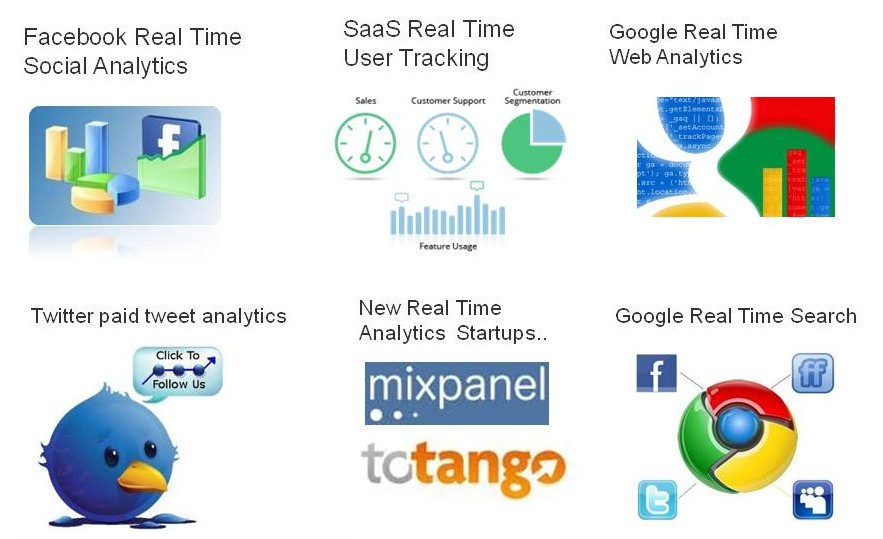 Facebook Real Time
Social Analytics
SaaS Real Time
User Tracking
Google Real Time
Web Analytics
Sales
Customer Support
Customer
Segmentation
Feature Usage
Twitter paid tweet analytics
Click To
Follow Us
New Real Time
Analytics Startups..
mixpanel
totango
Google Real Time Search
f
ff
t